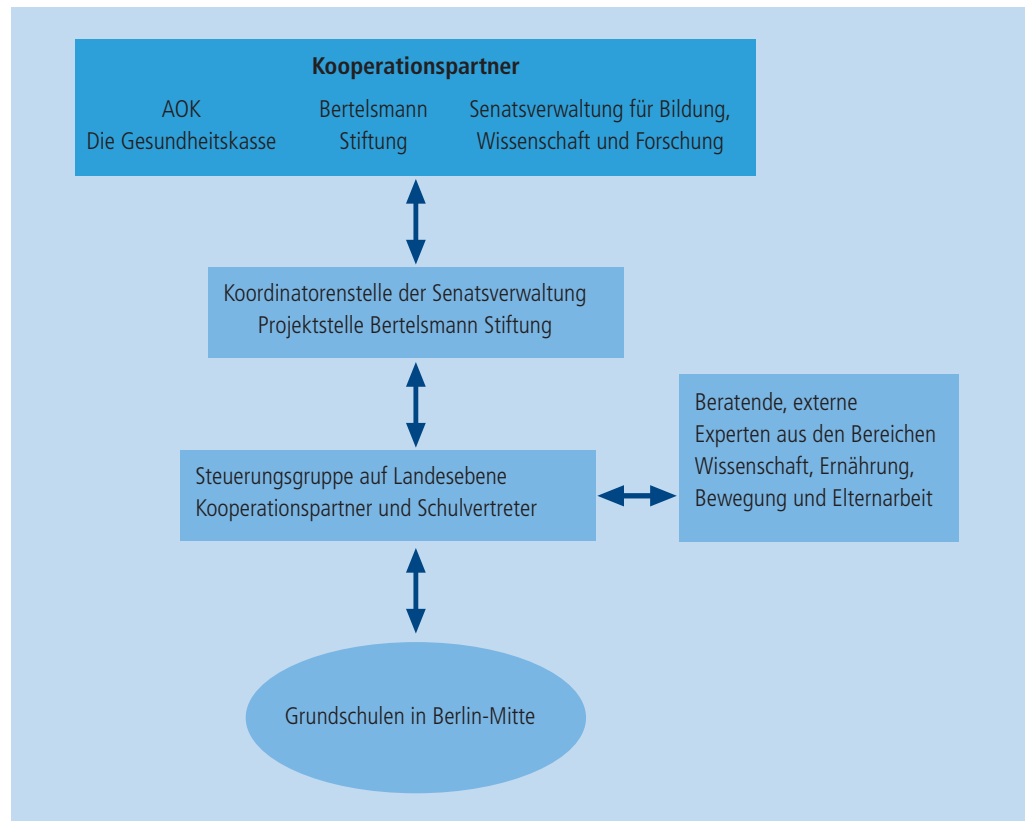 Kooperationspartner
AOK
Die Gesundheitskasse
Bertelsmann
Stiftung
Senatsverwaltung für Bildung,
Wissenschaft und Forschung
Koordinatorenstelle der Senatsverwaltung
Projektstelle Bertelsmann Stiftung
Steuerungsgruppe auf Landesebene
Kooperationspartner und Schulvertreter
Beratende, externe
Experten aus den Bereichen
Wissenschaft, Ernährung,
Bewegung und Elternarbeit
Grundschulen in Berlin-Mitte